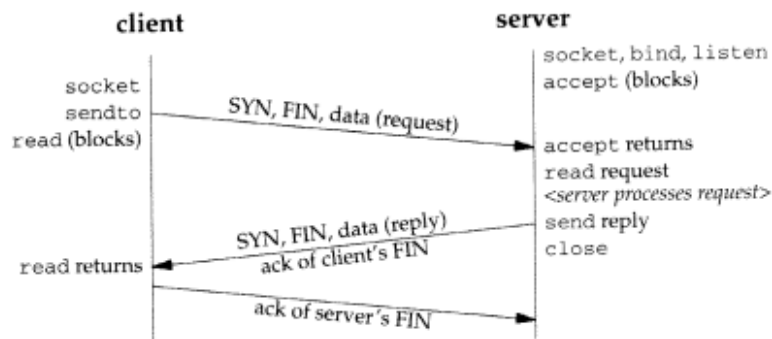 client
server
socket, bind, listen
accept (blocks)
socket
sendto
read (blocks)
SYN, FIN, data (request)
accept returns
read request
<server processes request>
send reply
close
SYN, FIN, data (reply)
ack of client's FIN
read returns
ack of server's FIN